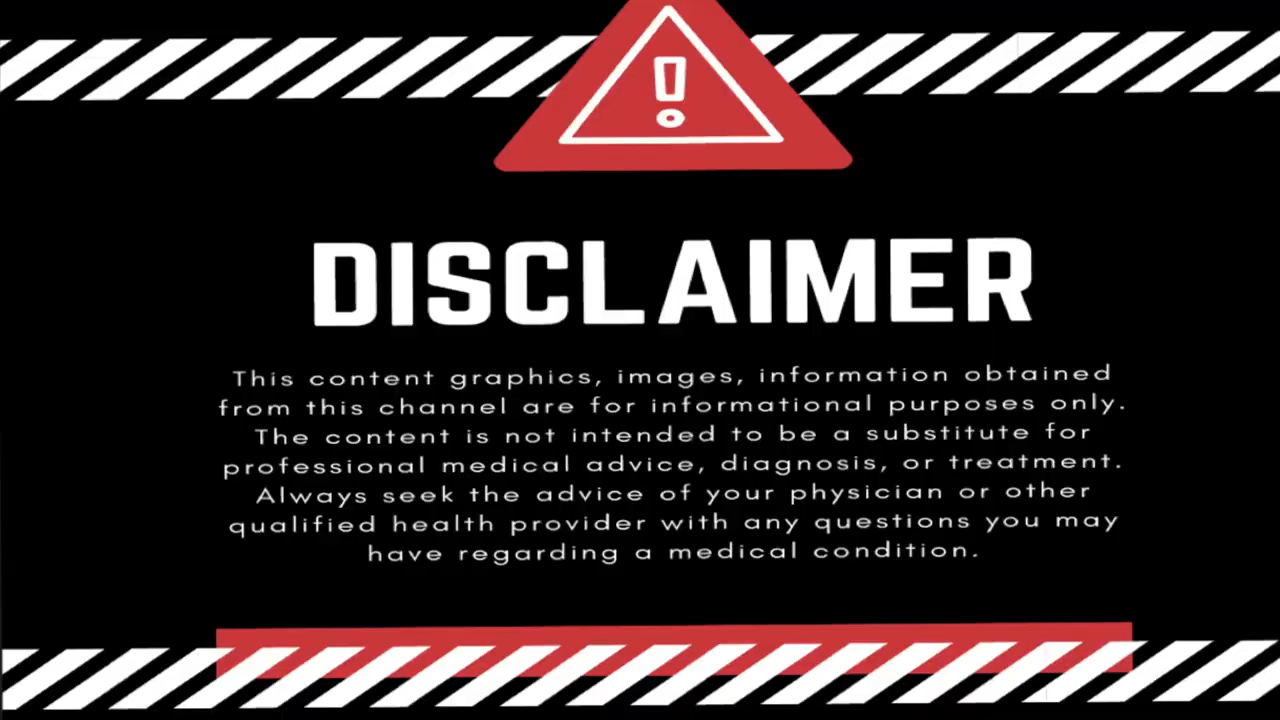 DISCLAIMER
This content graphics, images, information obtained
from this channel are for informational purposes only.
The content is not intended to be a substitute for
professional medical advice, diagnosis, or treatment.
Always seek the advice of your physician or other
qualified health provider with any questions you may
have regarding a medical condition.